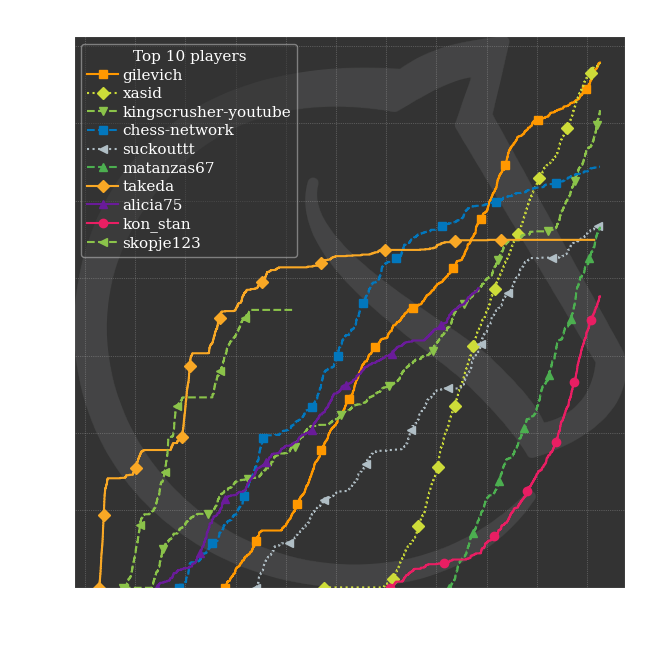 Top 10 players
gilevich
xasid
kingscrusher-youtube
chess-network
suckouttt
matanzas67
takeda
alicia75
kon_stan
skopje123